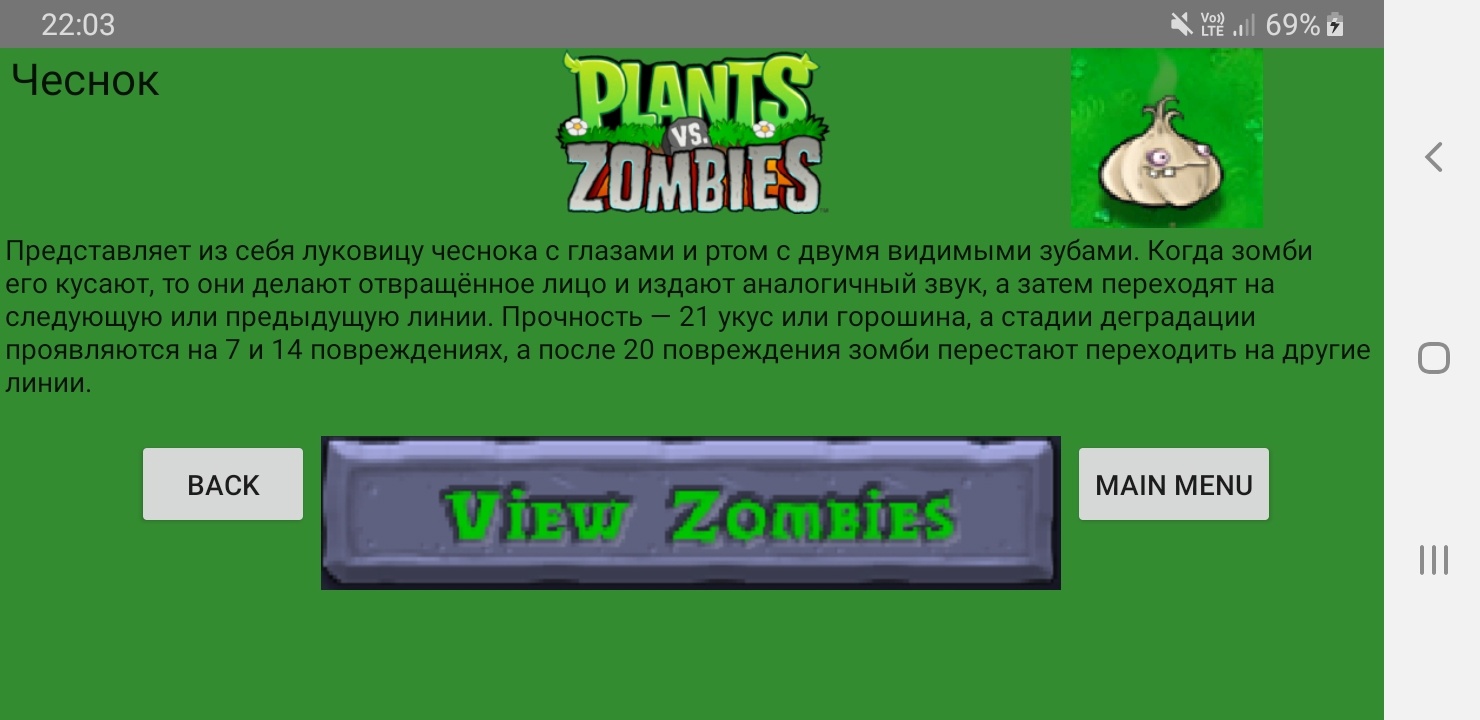 22:03
Vo))
LTE
69%
Чеснок
PLANTS
VS.
ZOMBIES
Представляет из себя луковицу чеснока с глазами и ртом с двумя видимыми зубами. Когда зомби
его кусают, то они делают отвращённое лицо и издают аналогичный звук, а затем переходят на
следующую или предыдущую линии. Прочность — 21 укус или горошина, а стадии деградации
проявляются на 7 и 14 повреждениях, а после 20 повреждения зомби перестают переходить на другие
линии.
BACK
View Zombies
MAIN MENU